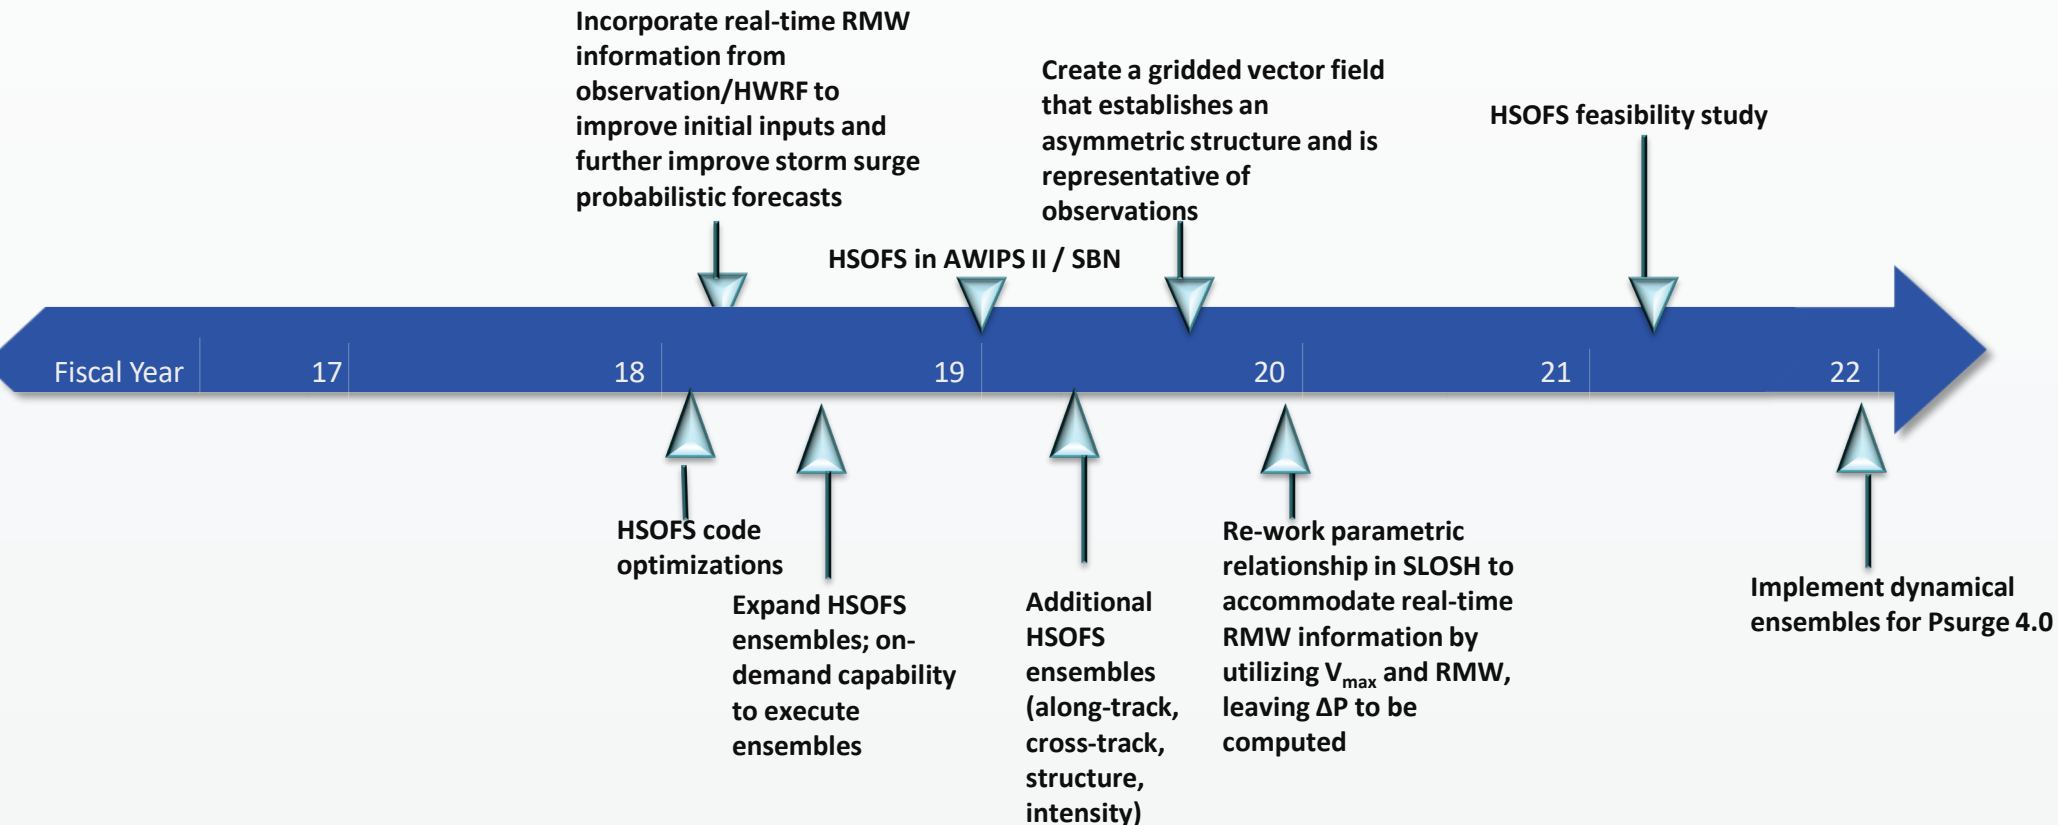 Incorporate real-time RMW
information from
observation/HWRF to
improve initial inputs and
further improve storm surge
probabilistic forecasts
Create a gridded vector field
that establishes an
asymmetric structure and is
representative of
observations
HSOFS feasibility study
HSOFS in AWIPS II / SBN
Fiscal Year 17 18 19 20 21 22
HSOFS code
optimizations
Expand HSOFS
ensembles; on-
demand capability
to execute
ensembles
Additional
HSOFS
ensembles
(along-track,
cross-track,
structure,
intensity)
Re-work parametric
relationship in SLOSH to
accommodate real-time
RMW information by
utilizing Vmax and RMW,
leaving ΔP to be
computed
Implement dynamical
ensembles for Psurge 4.0